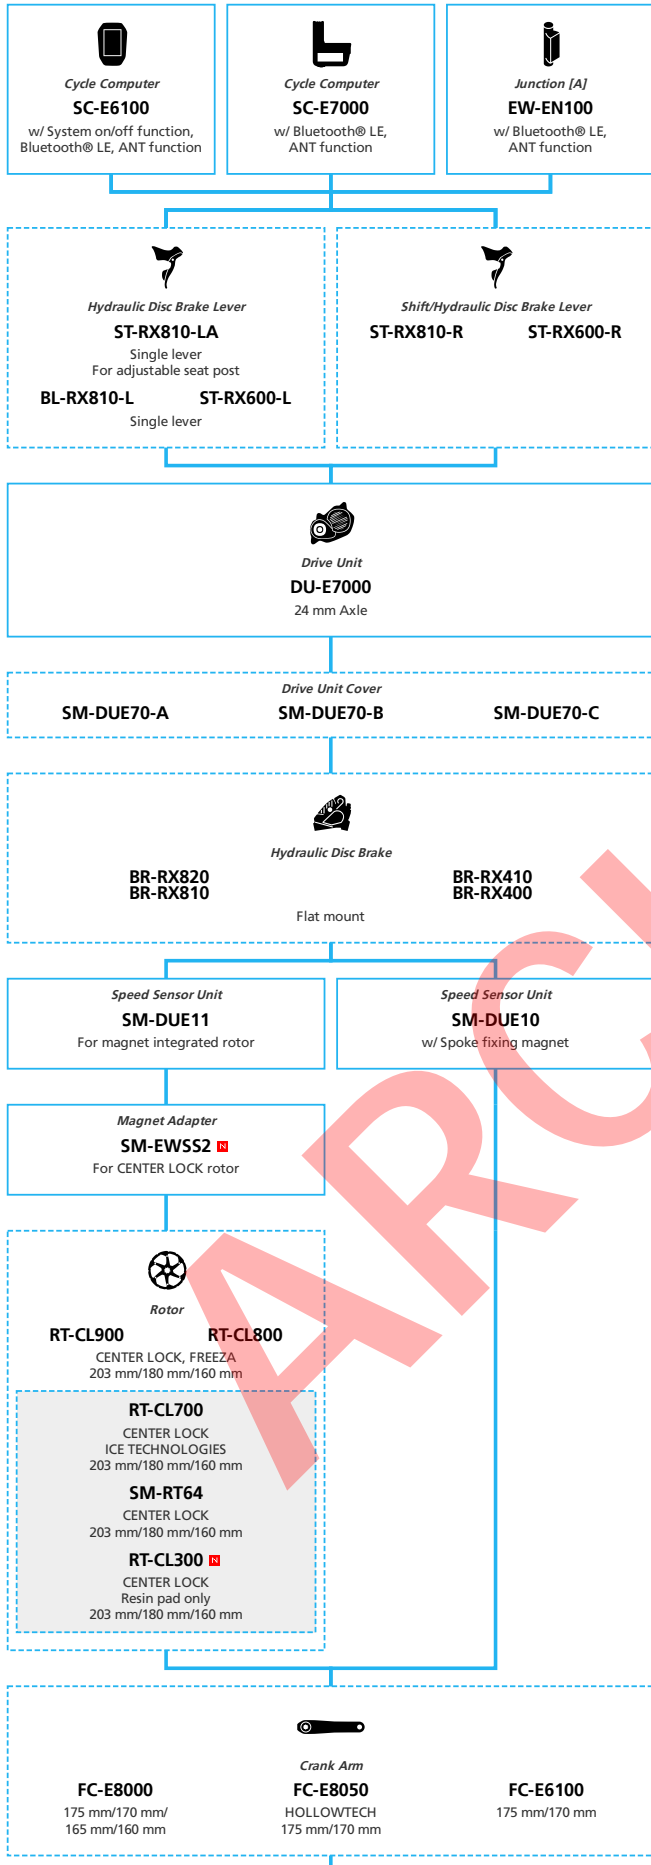 Cycle Computer
SC-E6100
w/ System on/off function,
Bluetooth® LE, ANT function
Cycle Computer
SC-E7000
w/ Bluetooth® LE,
ANT function
Junction [A]
EW-EN100
w/ Bluetooth® LE,
ANT function
Hydraulic Disc Brake Lever
ST-RX810-LA
Single lever
For adjustable seat post
BL-RX810-L ST-RX600-L
Single lever
Shift/Hydraulic Disc Brake Lever
ST-RX810-R ST-RX600-R
Drive Unit
DU-E7000
24 mm Axle
Drive Unit Cover
SM-DUE70-A SM-DUE70-B SM-DUE70-C
Hydraulic Disc Brake
BR-RX820 BR-RX410
BR-RX810 BR-RX400
Flat mount
Speed Sensor Unit
SM-DUE11
For magnet integrated rotor
Speed Sensor Unit
SM-DUE10
w/ Spoke fixing magnet
Magnet Adapter
SM-EWSS2 N
For CENTER LOCK rotor
Rotor
RT-CL900 RT-CL800
CENTER LOCK, FREEZA
203 mm/180 mm/160 mm
RT-CL700
CENTER LOCK
ICE TECHNOLOGIES
203 mm/180 mm/160 mm
SM-RT64
CENTER LOCK
203 mm/180 mm/160 mm
RT-CL300 N
CENTER LOCK
Resin pad only
203 mm/180 mm/160 mm
Crank Arm
FC-E8000
175 mm/170 mm/
165 mm/160 mm
FC-E8050
HOLLOWTECH
175 mm/170 mm
FC-E6100
175 mm/170 mm